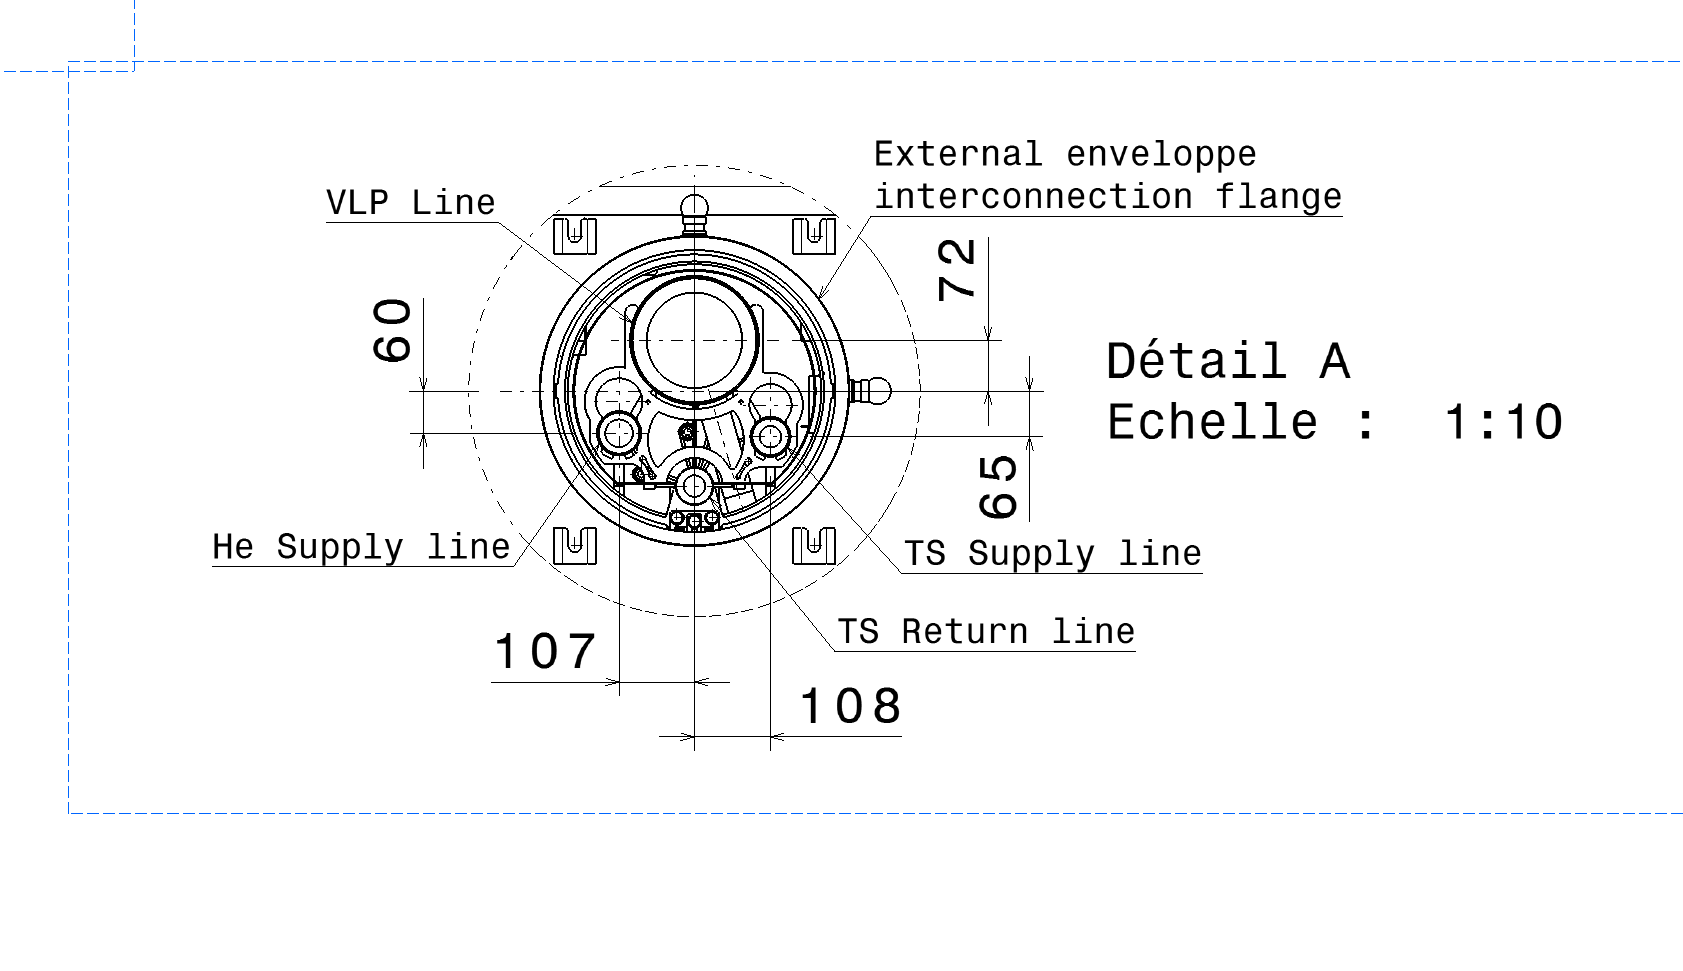 External enveloppe
interconnection flange
VLP Line
72
60
Détail A
Echelle :  1:10
65
He Supply line
TS Supply line
TS Return line
107
108